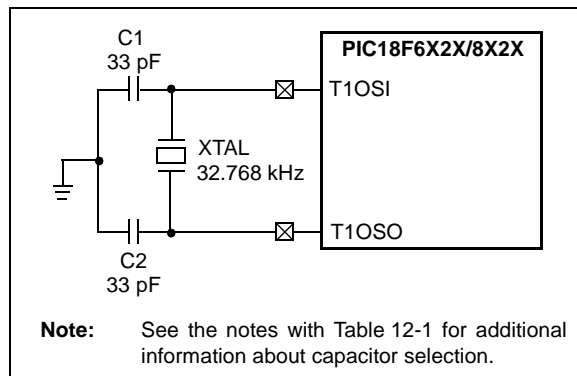 C1
33 pF
PIC18F6X2X/8X2X
T1OSI
XTAL
32.768 kHz
T1OSO
C2
33 pF
Note: See the notes with Table 12-1 for additional
information about capacitor selection.